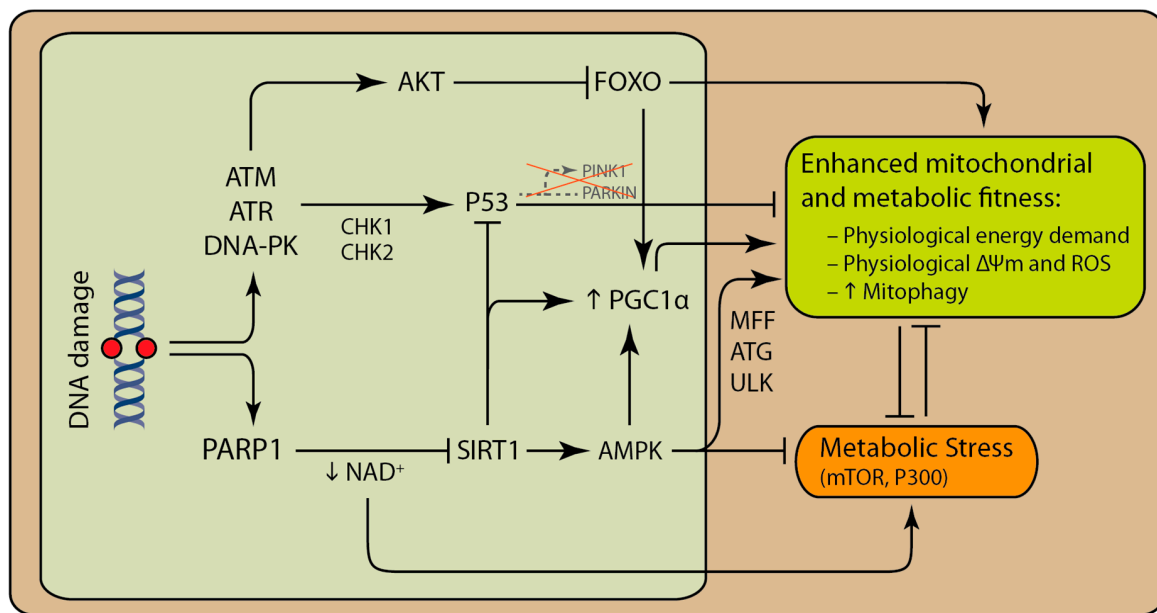 AKT
FOXO
ATM
ATR
DNA-PK
CHK1
CHK2
P53
PINK1
PARKIN
Enhanced mitochondrial
and metabolic fitness:
– Physiological energy demand
– Physiological ΔΨm and ROS
– ↑ Mitophagy
DNA damage
↑ PGC1α
MFF
ATG
ULK
PARP1
↓ NAD⁺
SIRT1
AMPK
Metabolic Stress
(mTOR, P300)